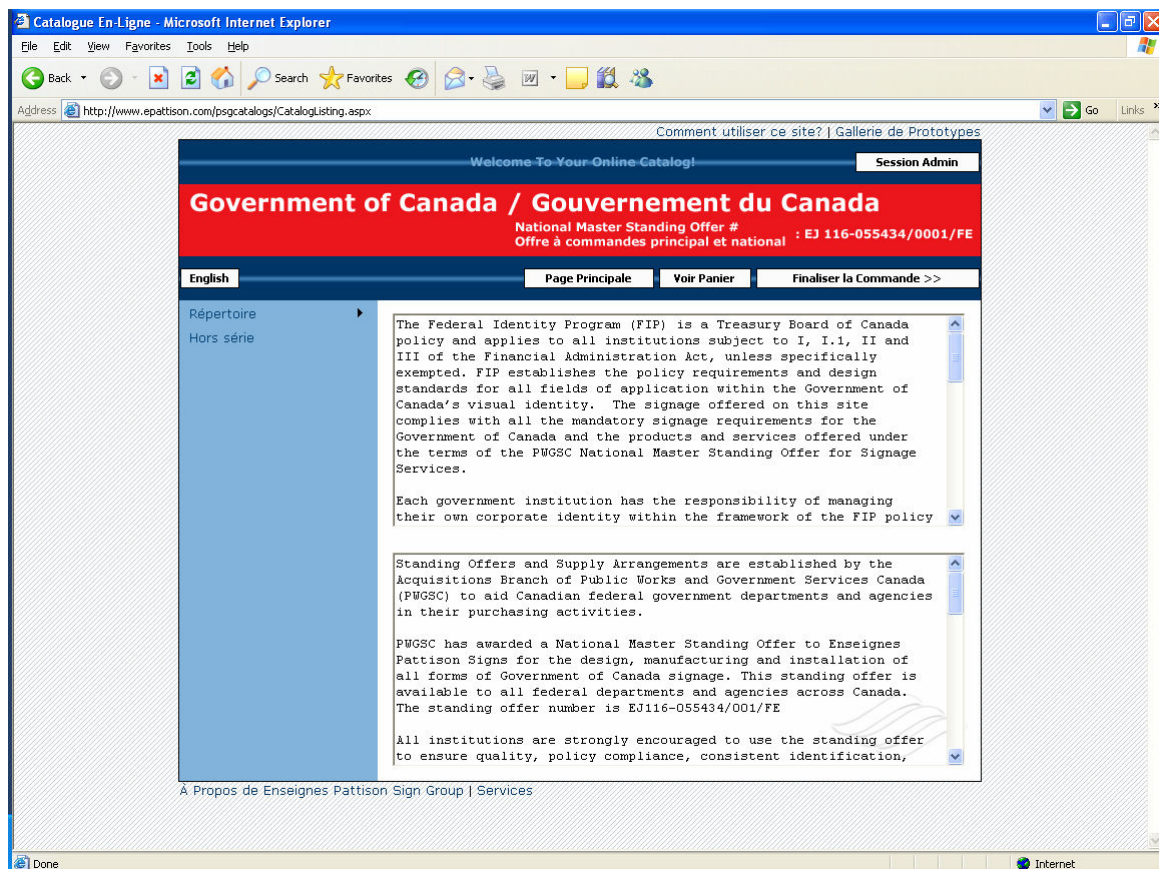 Catalogue En-Ligne - Microsoft Internet Explorer
File Edit View Favorites Tools Help
Back Search Favorites
Address http://www.epattison.com/psgcatalogs/CatalogListing.aspx Go Links »
Comment utiliser ce site? | Gallerie de Prototypes
Welcome To Your Online Catalog! Session Admin
Government of Canada / Gouvernement du Canada
National Master Standing Offer #
Offre à commandes principal et national : EJ 116-055434/0001/FE
English Page Principale Voir Panier Finaliser la Commande >>
Répertoire
Hors série
The Federal Identity Program (FIP) is a Treasury Board of Canada
policy and applies to all institutions subject to I, I.1, II and
III of the Financial Administration Act, unless specifically
exempted. FIP establishes the policy requirements and design
standards for all fields of application within the Government of
Canada's visual identity. The signage offered on this site
complies with all the mandatory signage requirements for the
Government of Canada and the products and services offered under
the terms of the PWGSC National Master Standing Offer for Signage
Services.
Each government institution has the responsibility of managing
their own corporate identity within the framework of the FIP policy
Standing Offers and Supply Arrangements are established by the
Acquisitions Branch of Public Works and Government Services Canada
(PWGSC) to aid Canadian federal government departments and agencies
in their purchasing activities.
PWGSC has awarded a National Master Standing Offer to Enseignes
Pattison Signs for the design, manufacturing and installation of
all forms of Government of Canada signage. This standing offer is
available to all federal departments and agencies across Canada.
The standing offer number is EJ116-055434/001/FE
All institutions are strongly encouraged to use the standing offer
to ensure quality, policy compliance, consistent identification,
À Propos de Enseignes Pattison Sign Group | Services
Done Internet